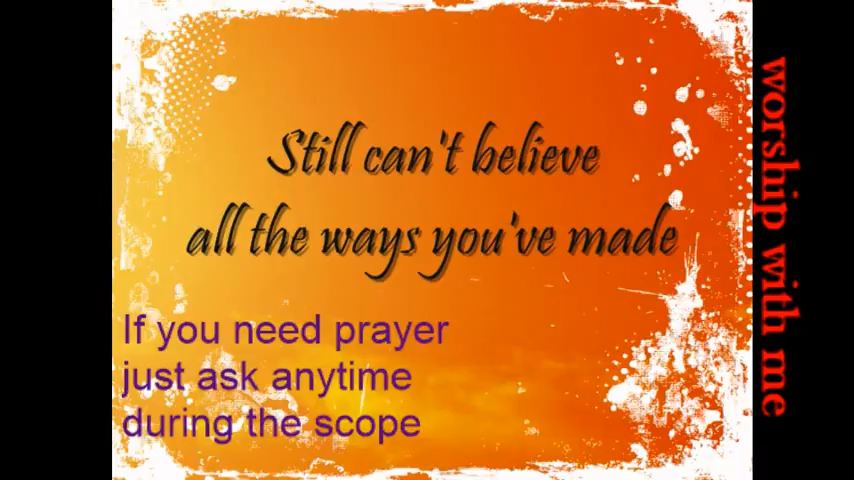 Still can't believe
all the ways you've made
If you need prayer
just ask anytime
during the scope
worship with me